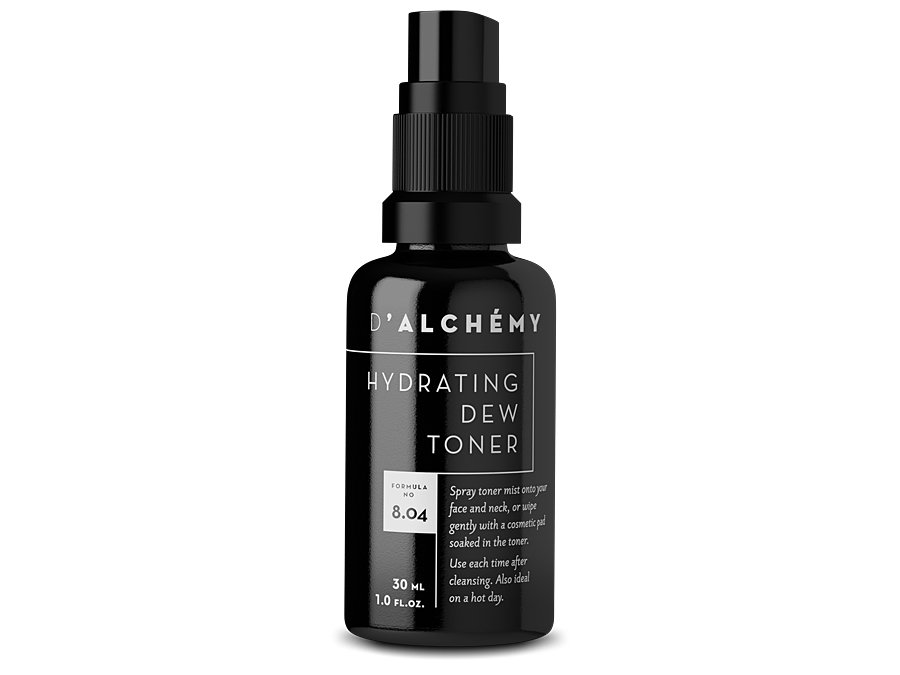 D'ALCHÉMY
HYDRATING
DEW
TONER
FORMULA
NO
8.04
Spray toner mist onto your
face and neck, or wipe
gently with a cosmetic pad
soaked in the toner.
Use each time after
cleansing. Also ideal
on a hot day.
30 ML
1.0 FL.OZ.